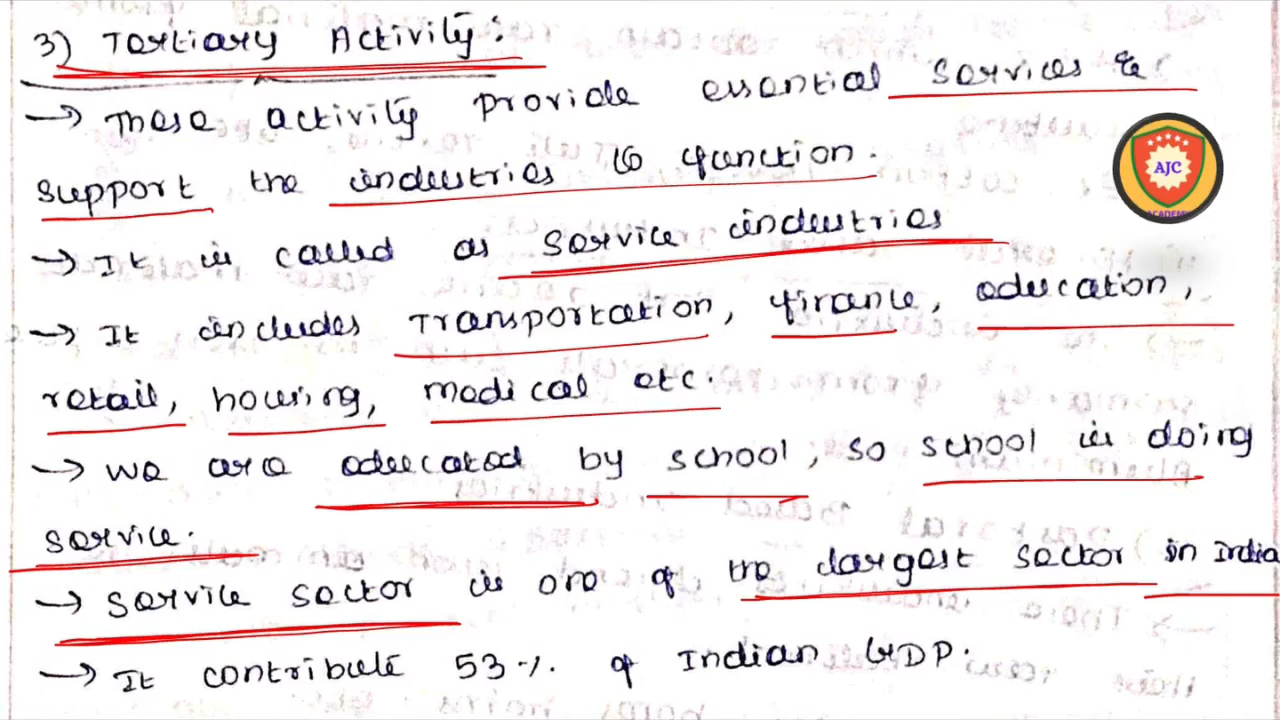 3) Tertiary Activity:
→ These activity provide essential services &
support the industries to function.
→ It is called as service industries
→ It includes Transportation, finance, education,
retail, housing, medical etc.
→ We are educated by school, so school is doing
service.
→ service sector is one of the largest sector in India
→ It contribute 53% of Indian GDP.
AJC
ACADEMY